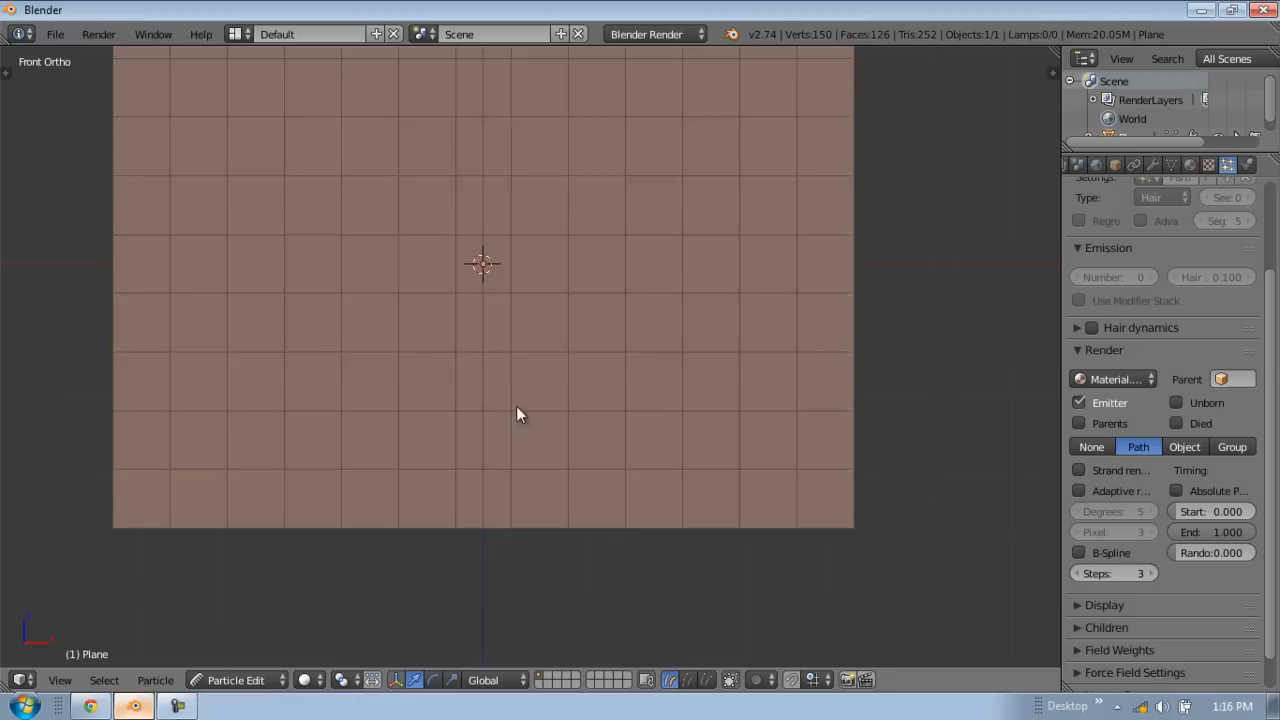 Blender
File Render Window Help Default Scene Blender Render v2.74 | Verts:150 | Faces:126 | Tris:252 | Objects:1/1 | Lamps:0/0 | Mem:20.05M | Plane
View Search All Scenes
Front Ortho
Scene
RenderLayers
World
Settings:
Type: Hair See: 0
Regro Adva Seg: 5
Emission
Number: 0 Hair : 0.100
Use Modifier Stack
Hair dynamics
Render
Material.... Parent
Emitter Unborn
Parents Died
None Path Object Group
Strand ren... Timing:
Adaptive r... Absolute P...
Degrees: 5 Start: 0.000
Pixel: 3 End: 1.000
B-Spline Rando:0.000
Steps: 3
Display
Children
Field Weights
Force Field Settings
z
(1) Plane
View Select Particle Particle Edit Global
Desktop 1:16 PM